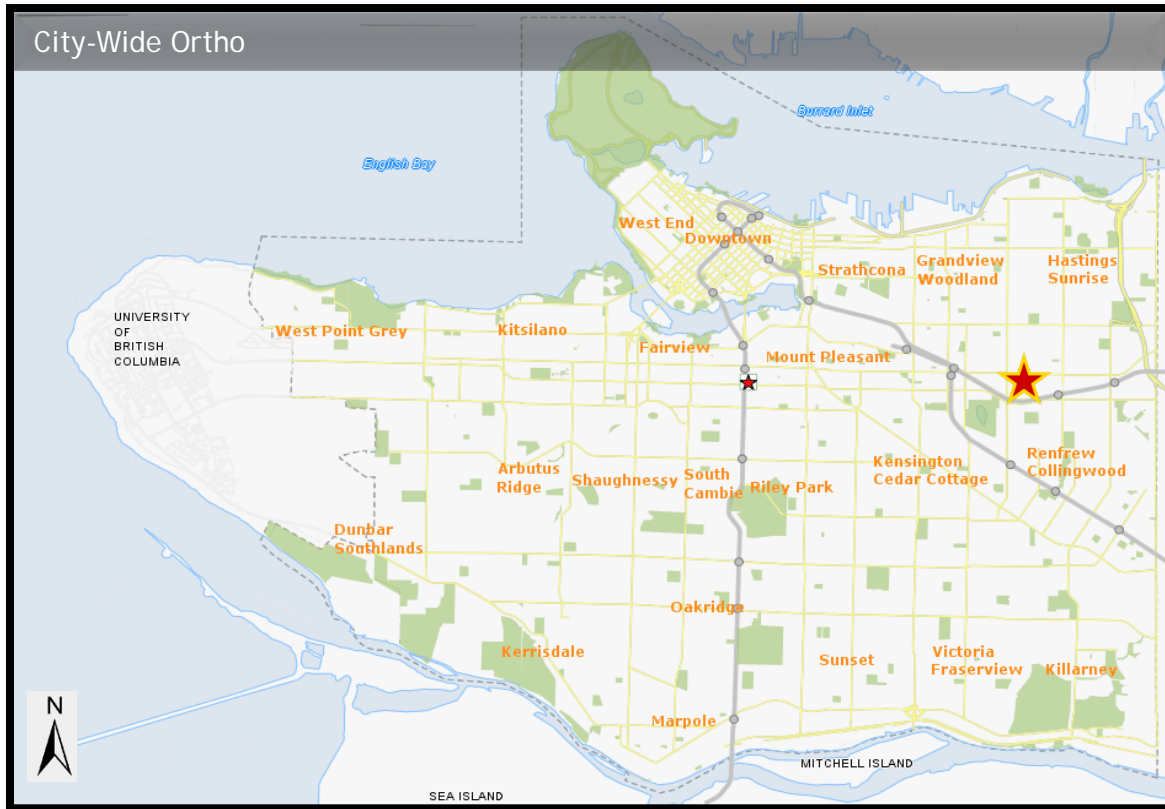 City-Wide Ortho
Burrard Inlet
English Bay
West End
Downtown
Strathcona
Grandview
Woodland
Hastings
Sunrise
UNIVERSITY
OF
BRITISH
COLUMBIA
West Point Grey
Kitsilano
Fairview
Mount Pleasant
Arbutus
Ridge
Shaughnessy
South
Cambie
Riley Park
Kensington
Cedar Cottage
Renfrew
Collingwood
Dunbar
Southlands
Oakridge
Kerrisdale
Sunset
Victoria
Fraserview
Killarney
Marpole
N
MITCHELL ISLAND
SEA ISLAND